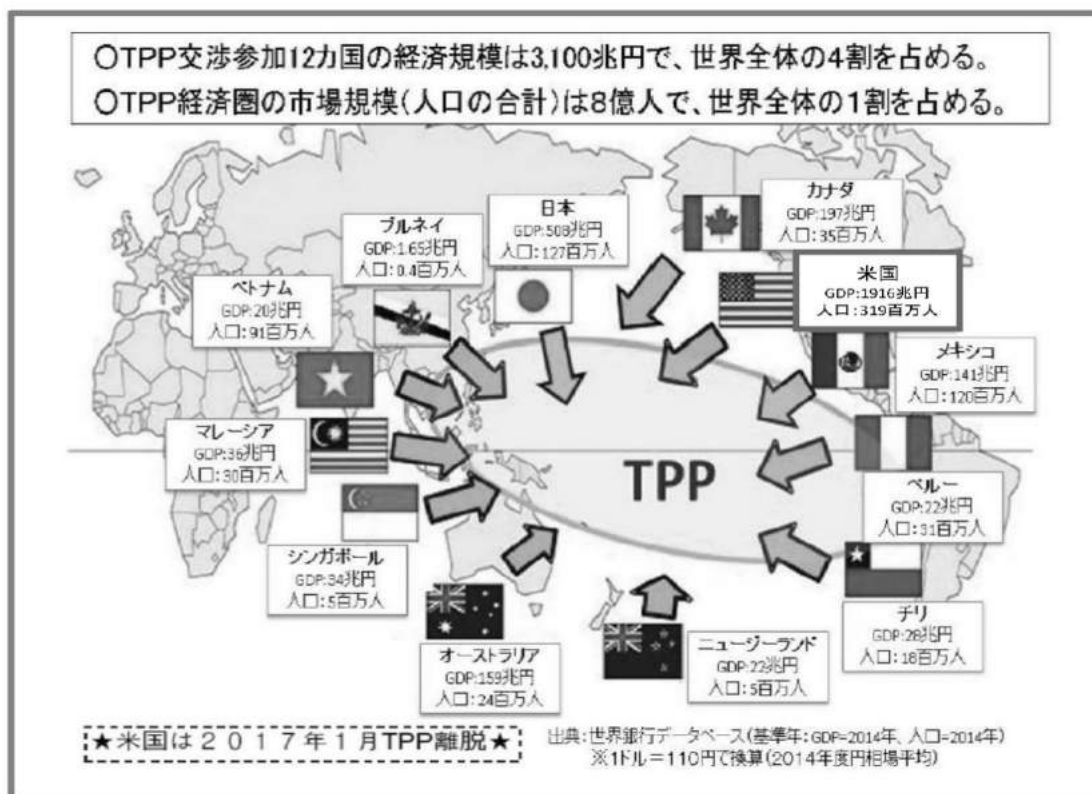 ○TPP交渉参加12カ国の経済規模は3,100兆円で、世界全体の4割を占める。
○TPP経済圏の市場規模(人口の合計)は8億人で、世界全体の1割を占める。
カナダ
GDP:197兆円
人口:35百万人
日本
GDP:508兆円
人口:127百万人
ブルネイ
GDP:1.65兆円
人口:0.4百万人
米国
GDP:1916兆円
人口:319百万人
ベトナム
GDP:20兆円
人口:91百万人
メキシコ
GDP:141兆円
人口:120百万人
マレーシア
GDP:36兆円
人口:30百万人
TPP
ペルー
GDP:22兆円
人口:31百万人
シンガポール
GDP:34兆円
人口:5百万人
チリ
GDP:28兆円
人口:18百万人
オーストラリア
GDP:159兆円
人口:24百万人
ニュージーランド
GDP:22兆円
人口:5百万人
★米国は2017年1月TPP離脱★
出典:世界銀行データベース(基準年:GDP=2014年、人口=2014年)
※1ドル=110円で換算(2014年度円相場平均)